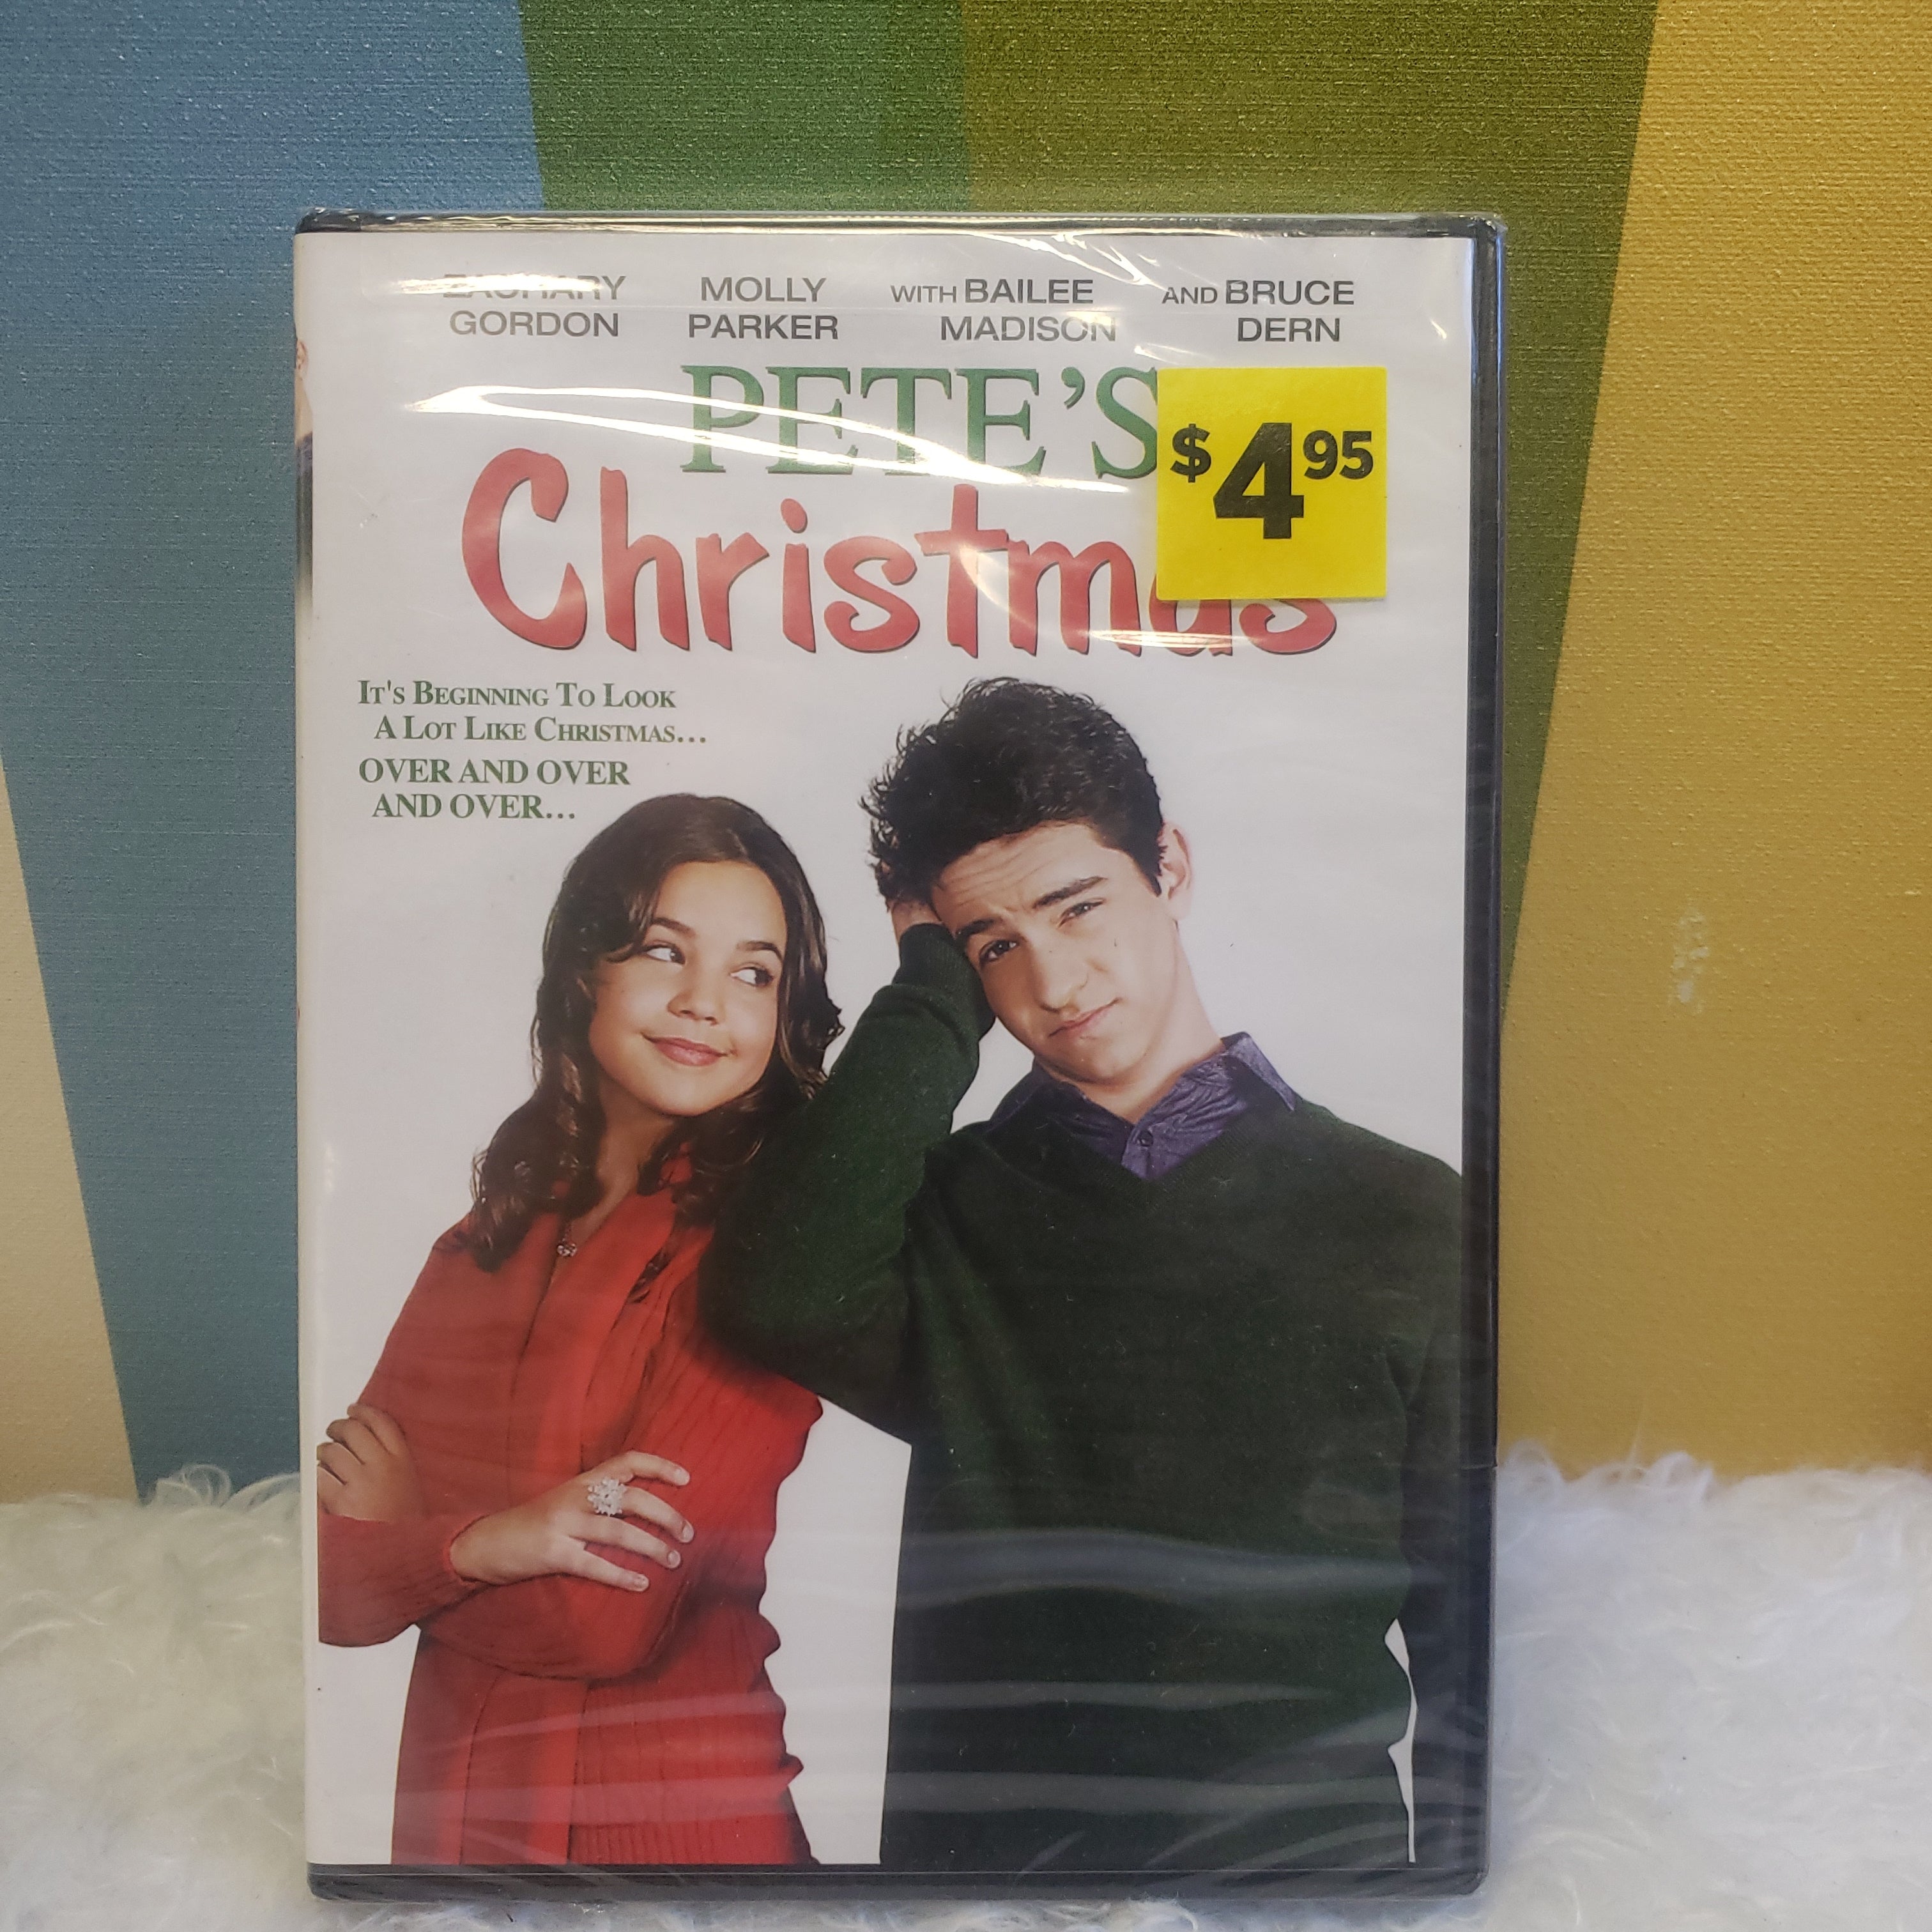 ZACHARY MOLLY WITH BAILEE AND BRUCE
GORDON PARKER MADISON DERN
PETE'S
$4.95
Christmas
IT'S BEGINNING TO LOOK
A LOT LIKE CHRISTMAS...
OVER AND OVER
AND OVER...